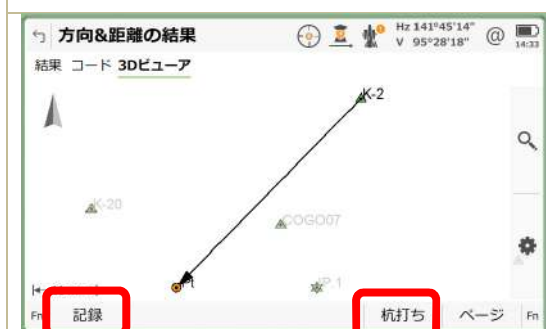 方向&距離の結果
Hz 141°45'14"
V 95°28'18"
@
14:33
結果 コード 3Dビューア
K-2
K-20
COGO07
Fn 記録 杭打ち ページ Fn